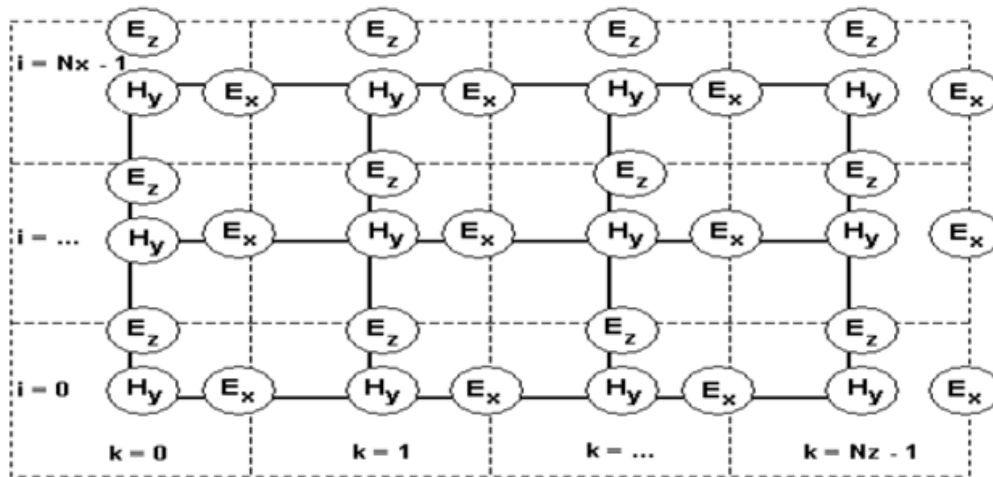 Ez Ez Ez Ez
i = Nx - 1
Hy Ex Hy Ex Hy Ex Hy Ex
Ez Ez Ez Ez
i = ... Hy Ex Hy Ex Hy Ex Hy Ex
Ez Ez Ez Ez
i = 0 Hy Ex Hy Ex Hy Ex Hy Ex
k = 0 k = 1 k = ... k = Nz - 1